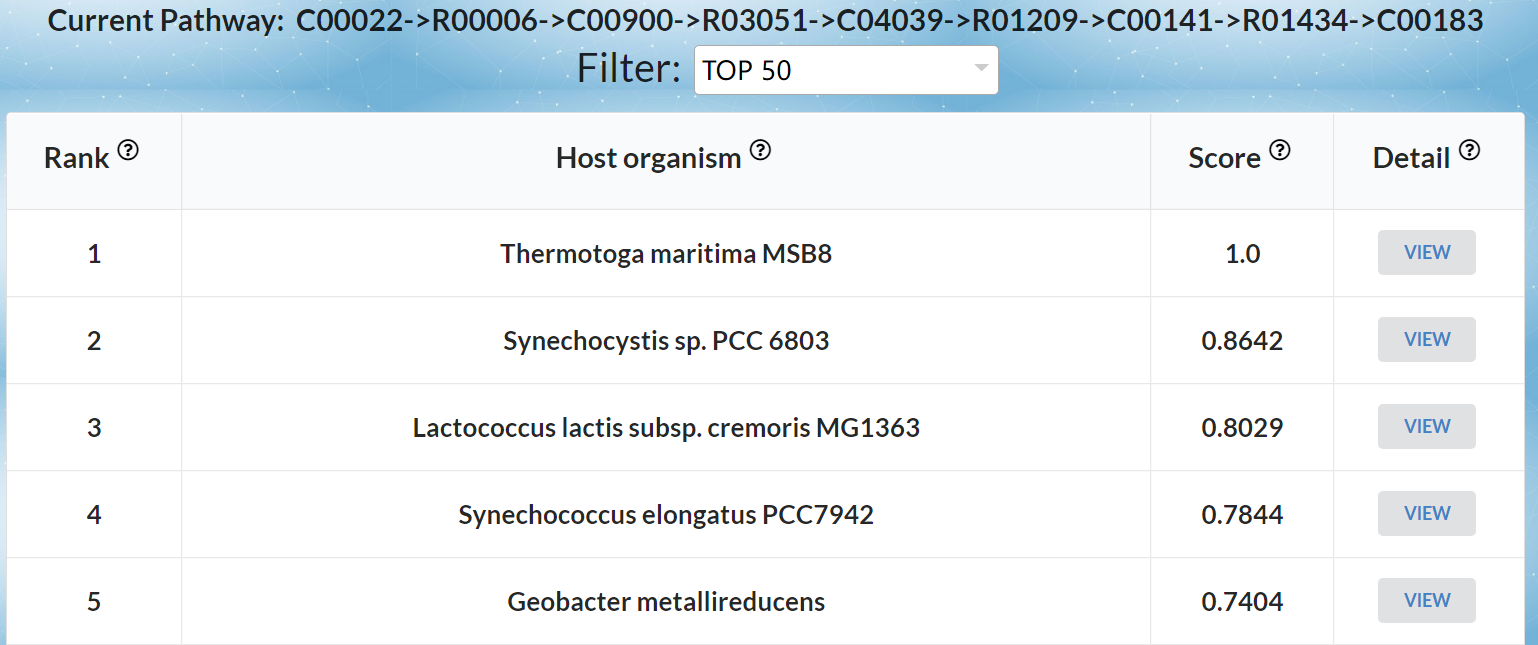 Current Pathway: C00022->R00006->C00900->R03051->C04039->R01209->C00141->R01434->C00183
Filter: TOP 50
Rank ? Host organism ? Score ? Detail ?
1 Thermotoga maritima MSB8 1.0 VIEW
2 Synechocystis sp. PCC 6803 0.8642 VIEW
3 Lactococcus lactis subsp. cremoris MG1363 0.8029 VIEW
4 Synechococcus elongatus PCC7942 0.7844 VIEW
5 Geobacter metallireducens 0.7404 VIEW